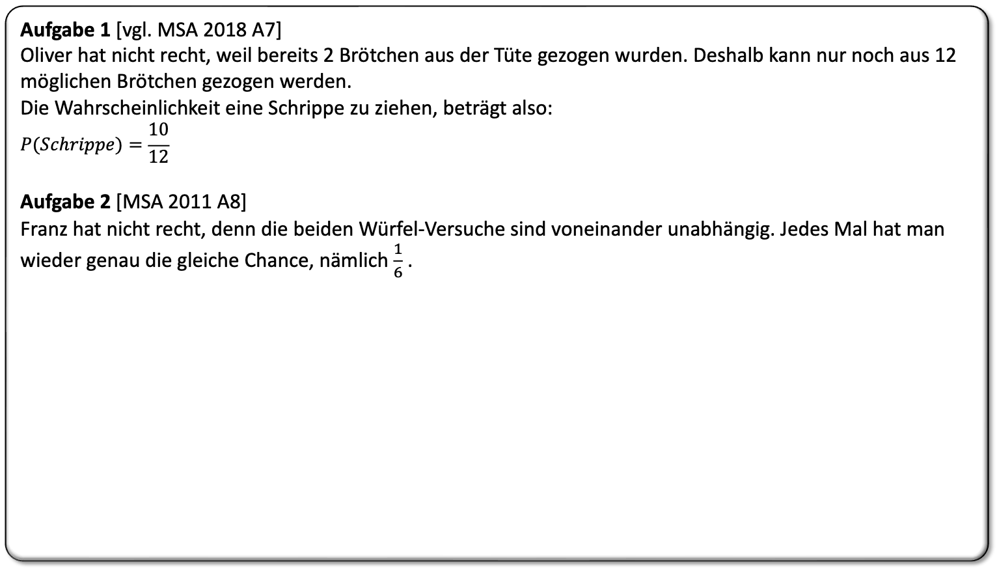 Aufgabe 1 [vgl. MSA 2018 A7]
Oliver hat nicht recht, weil bereits 2 Brötchen aus der Tüte gezogen wurden. Deshalb kann nur noch aus 12
möglichen Brötchen gezogen werden.
Die Wahrscheinlichkeit eine Schrippe zu ziehen, beträgt also:
P(Schrippe) = 10/12
Aufgabe 2 [MSA 2011 A8]
Franz hat nicht recht, denn die beiden Würfel-Versuche sind voneinander unabhängig. Jedes Mal hat man
wieder genau die gleiche Chance, nämlich 1/6 .